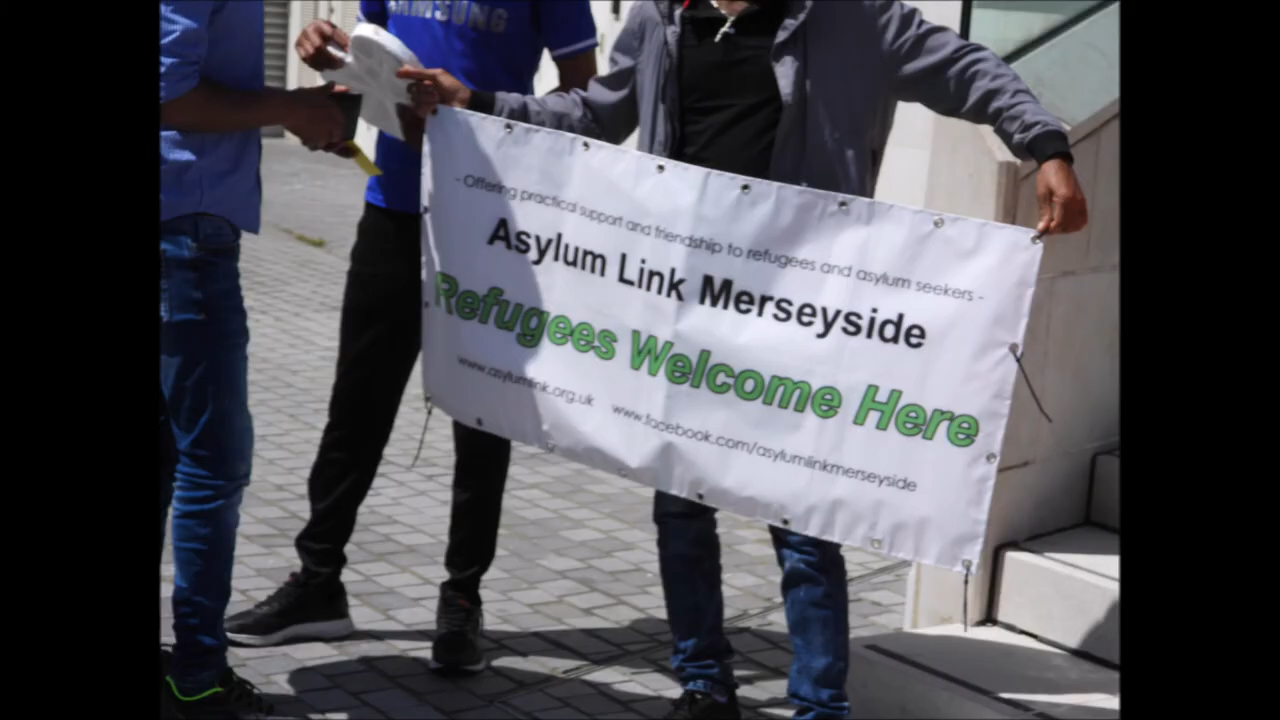 SAMSUNG
- Offering practical support and friendship to refugees and asylum seekers -
Asylum Link Merseyside
Refugees Welcome Here
www.asylumlink.org.uk www.facebook.com/asylumlinkmerseyside